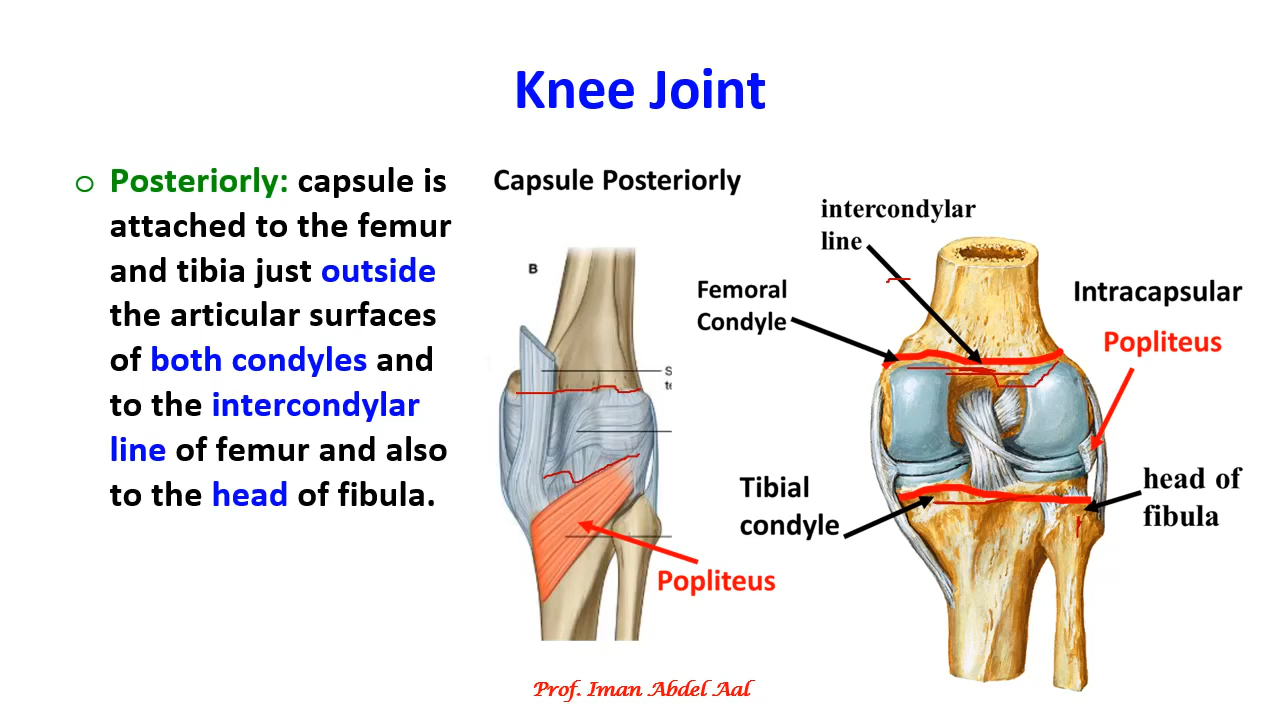 Knee Joint
Posteriorly: capsule is
attached to the femur
and tibia just outside
the articular surfaces
of both condyles and
to the intercondylar
line of femur and also
to the head of fibula.
Capsule Posteriorly
B
S
te
Popliteus
intercondylar
line
Femoral
Condyle
Intracapsular
Popliteus
Tibial
condyle
head of
fibula
Prof. Iman Abdel Aal